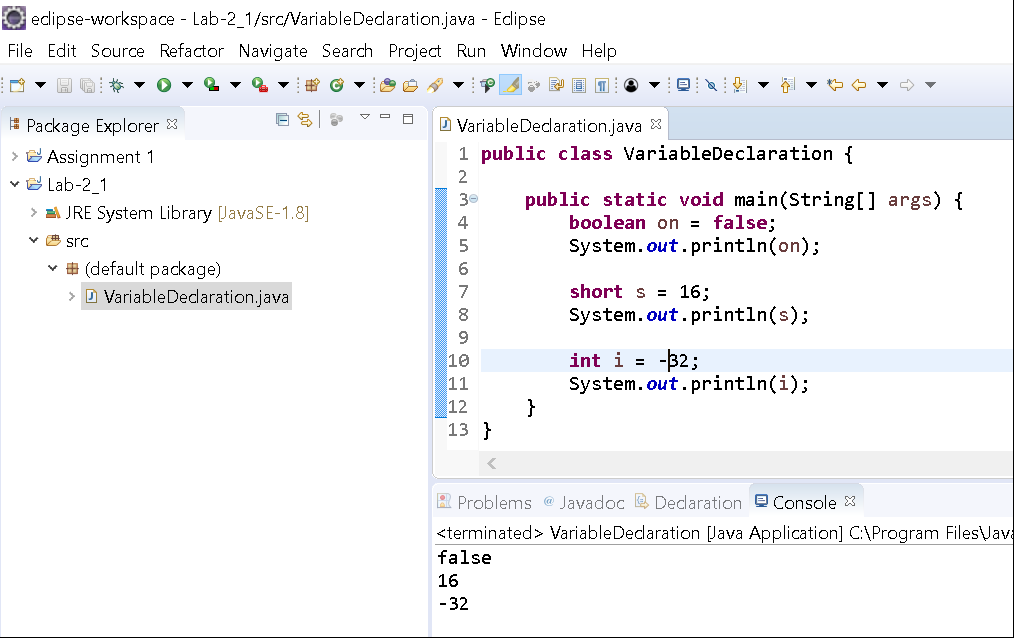 eclipse-workspace - Lab-2_1/src/VariableDeclaration.java - Eclipse
File Edit Source Refactor Navigate Search Project Run Window Help
Package Explorer
Assignment 1
Lab-2_1
JRE System Library [JavaSE-1.8]
src
(default package)
VariableDeclaration.java
VariableDeclaration.java
1 public class VariableDeclaration {
2
3 public static void main(String[] args) {
4 boolean on = false;
5 System.out.println(on);
6
7 short s = 16;
8 System.out.println(s);
9
10 int i = -32;
11 System.out.println(i);
12 }
13 }
Problems @ Javadoc Declaration Console
<terminated> VariableDeclaration [Java Application] C:\Program Files\Java
false
16
-32